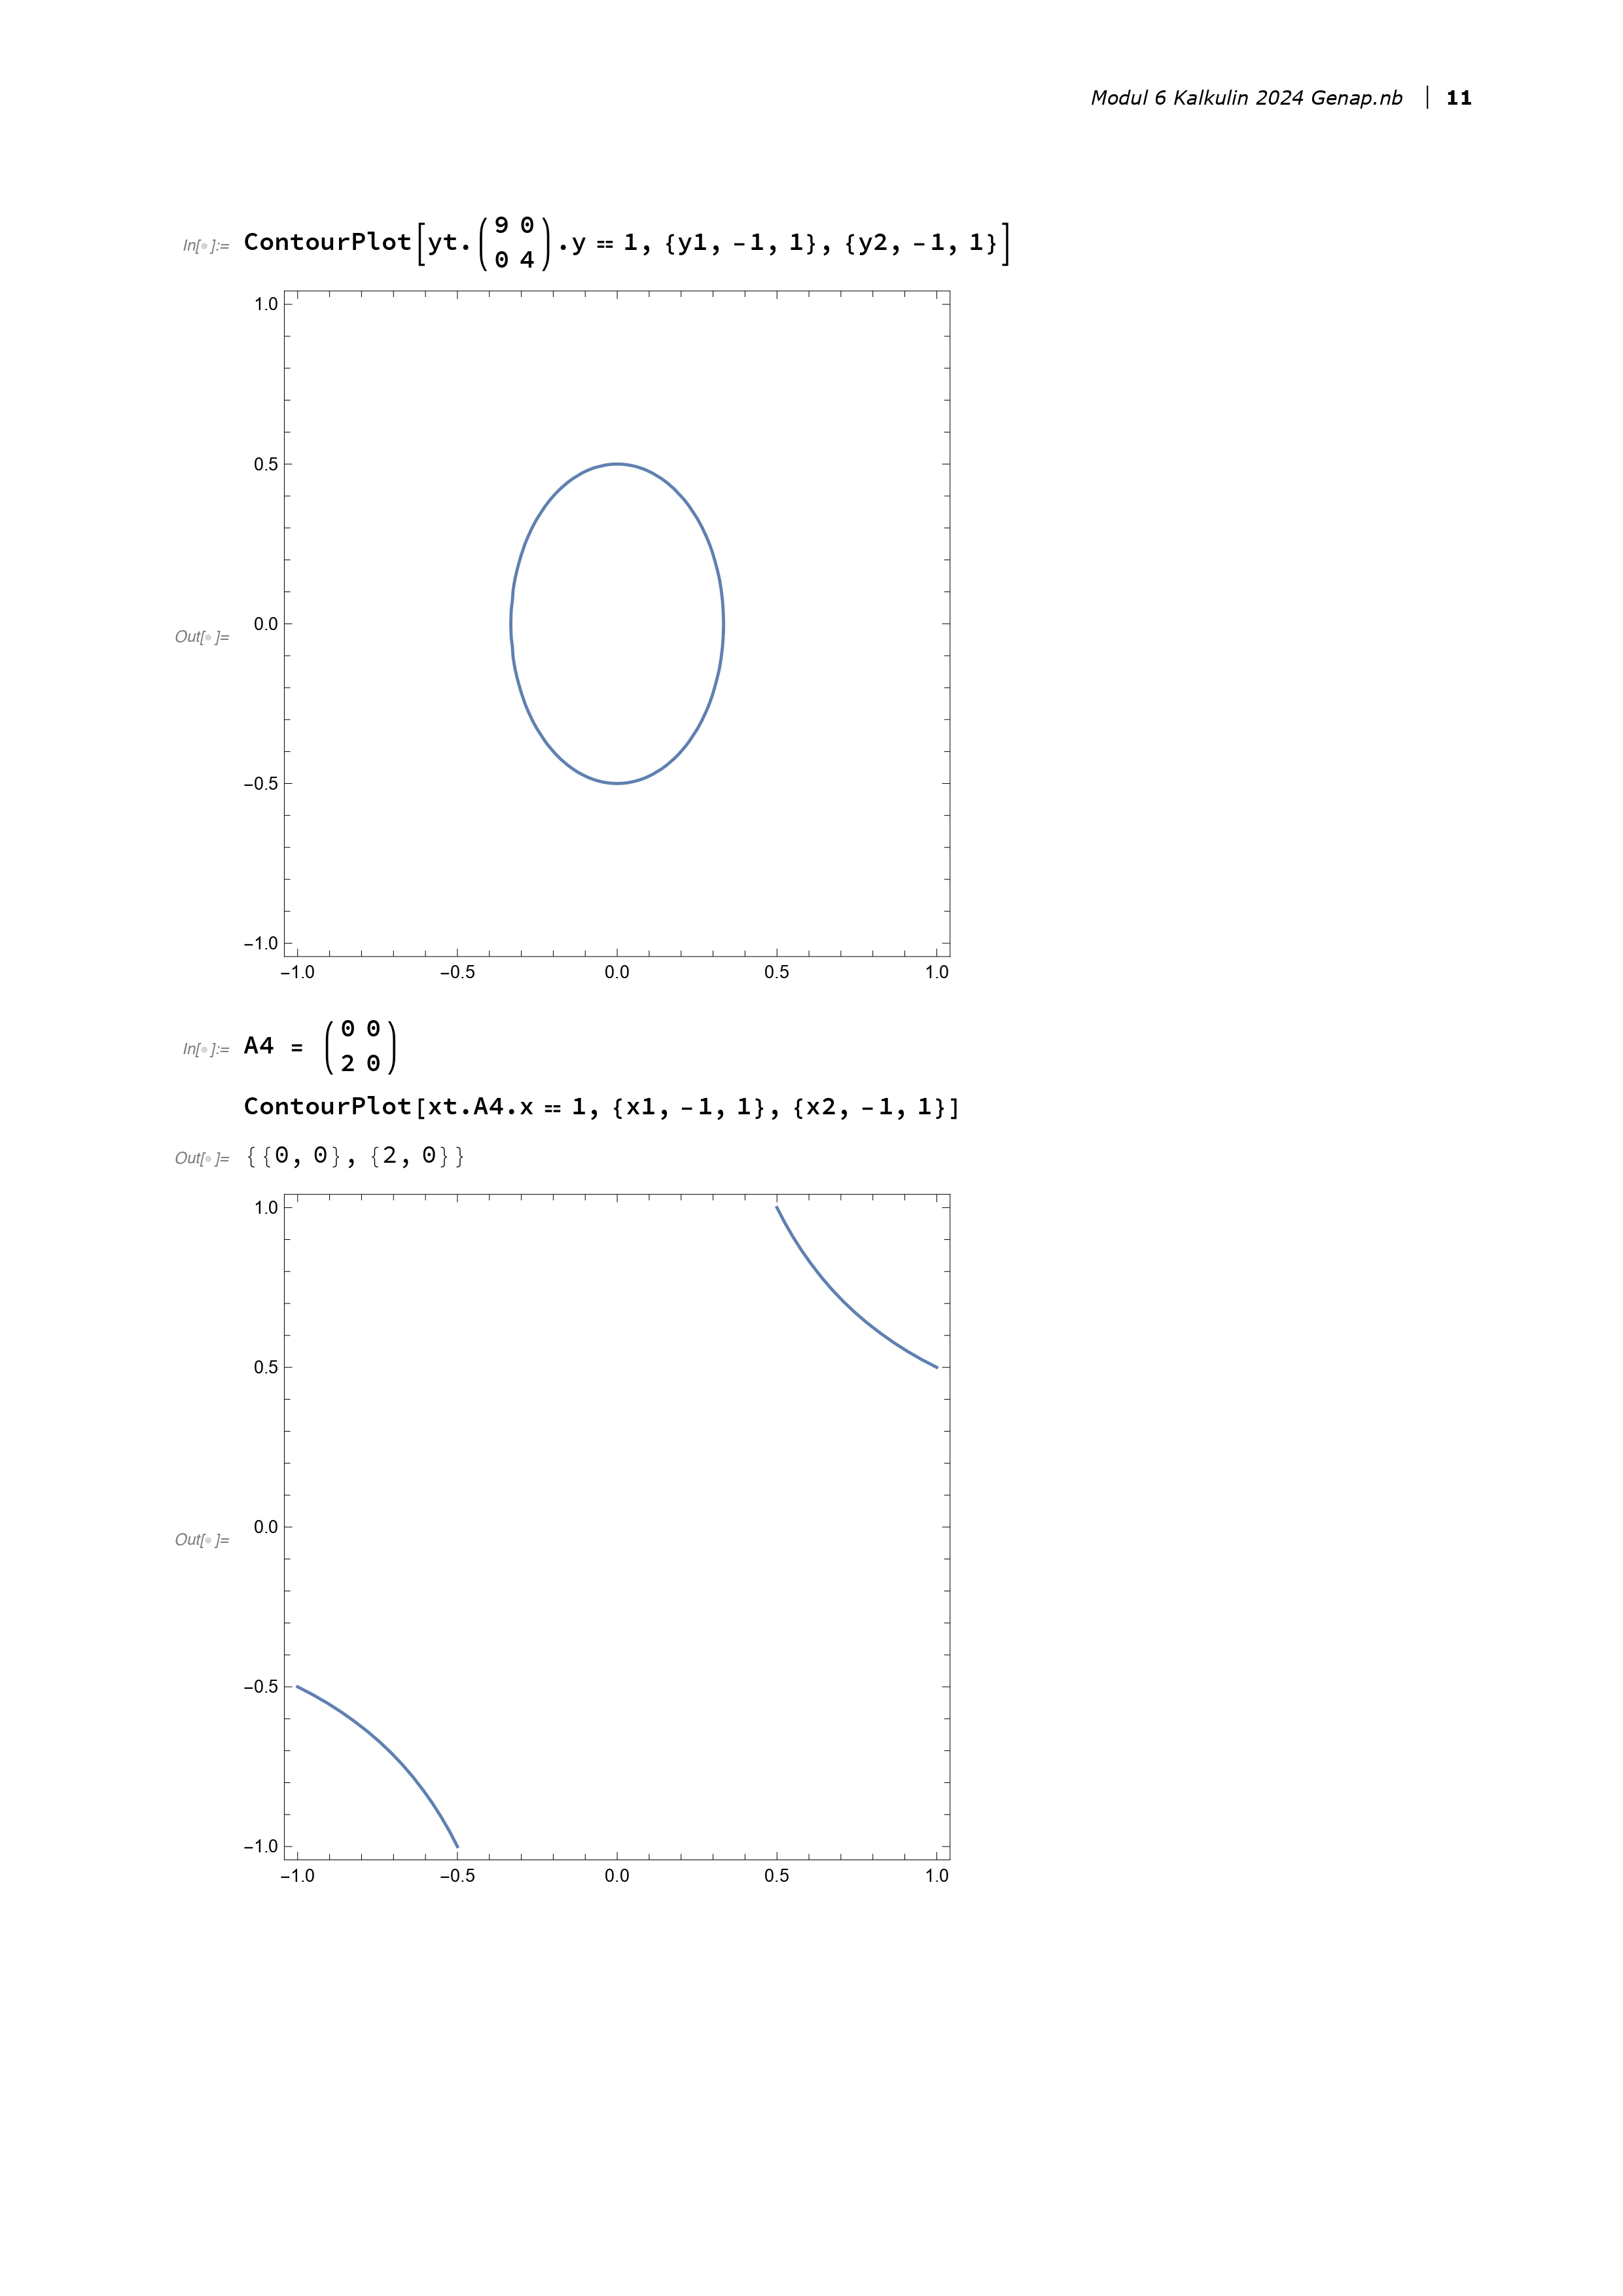 Modul 6 Kalkulin 2024 Genap.nb | 11
In[•]:= ContourPlot[yt.(9 0
0 4).y == 1, {y1, -1, 1}, {y2, -1, 1}]
1.0
0.5
Out[•]= 0.0
-0.5
-1.0
-1.0 -0.5 0.0 0.5 1.0
In[•]:= A4 = (0 0
2 0)
ContourPlot[xt.A4.x == 1, {x1, -1, 1}, {x2, -1, 1}]
Out[•]= {{0, 0}, {2, 0}}
1.0
0.5
Out[•]= 0.0
-0.5
-1.0
-1.0 -0.5 0.0 0.5 1.0